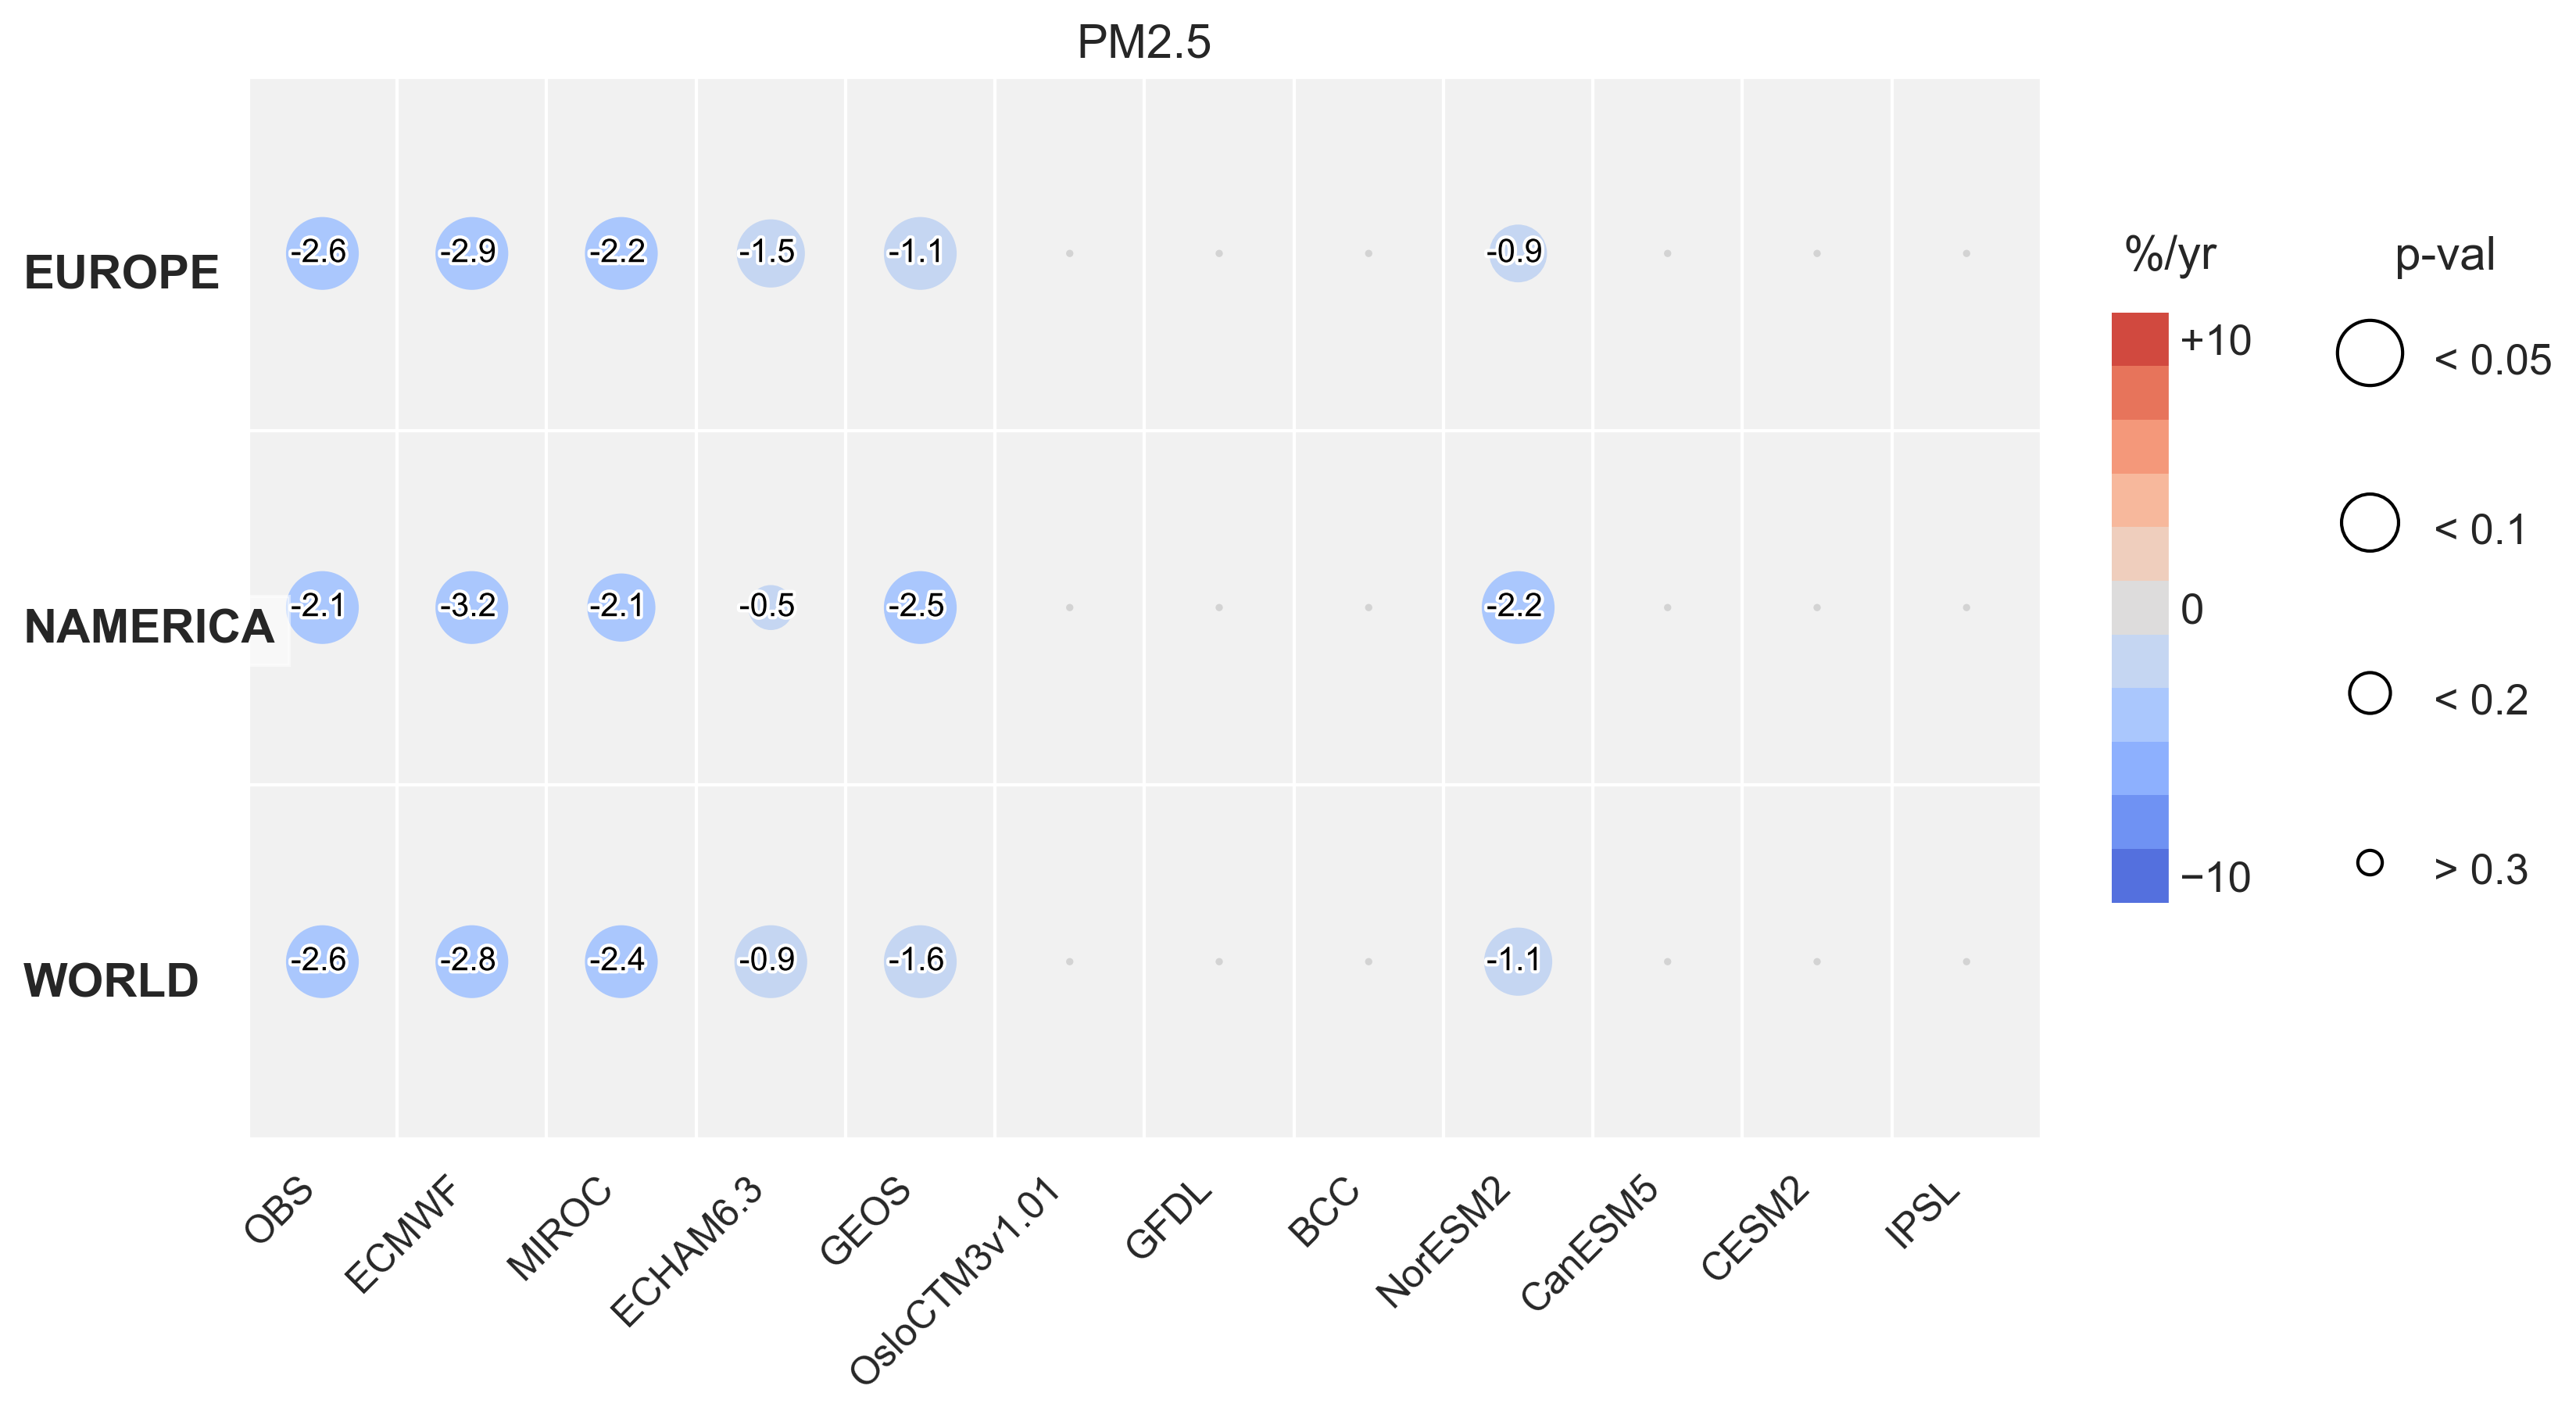 PM2.5
EUROPE -2.6 -2.9 -2.2 -1.5 -1.1 -0.9
NAMERICA -2.1 -3.2 -2.1 -0.5 -2.5 -2.2
WORLD -2.6 -2.8 -2.4 -0.9 -1.6 -1.1
OBS ECMWF MIROC ECHAM6.3 GEOS OsloCTM3v1.01 GFDL BCC NorESM2 CanESM5 CESM2 IPSL
%/yr
+10
0
−10
p-val
< 0.05
< 0.1
< 0.2
> 0.3